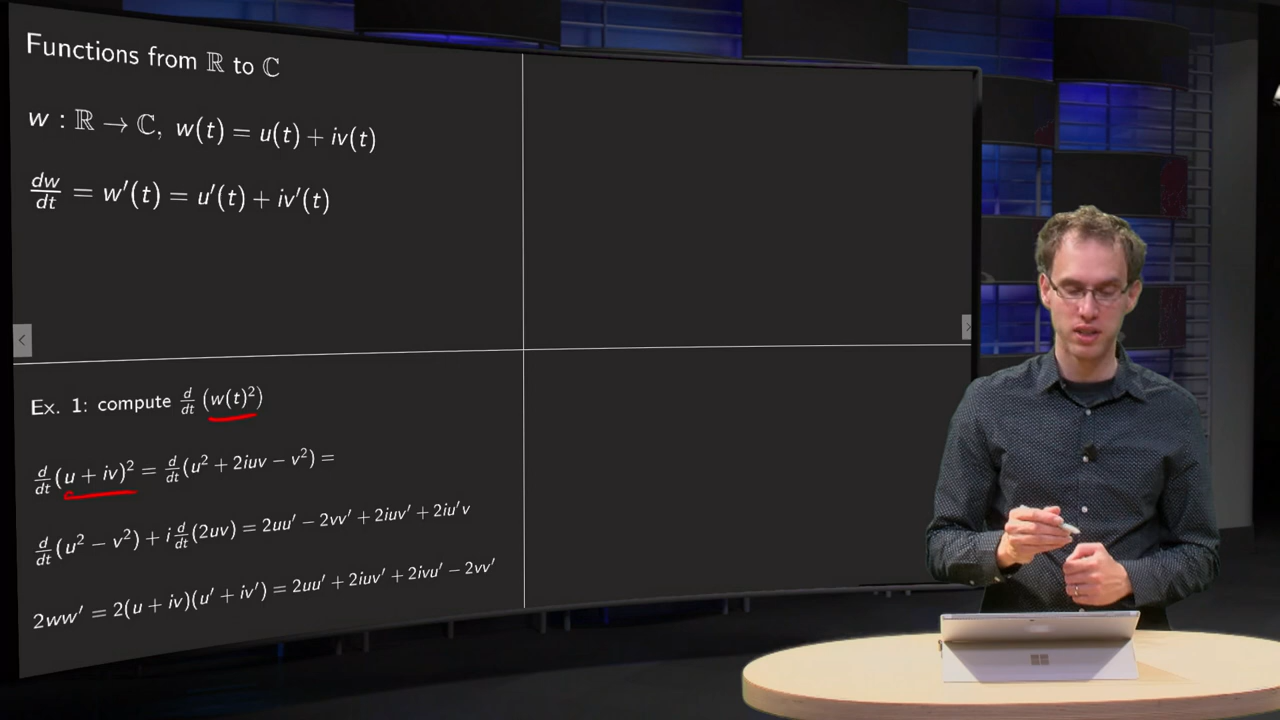 Functions from ℝ to ℂ
w : ℝ → ℂ, w(t) = u(t) + iv(t)
dw/dt = w′(t) = u′(t) + iv′(t)
Ex. 1: compute d/dt (w(t)²)
d/dt (u + iv)² = d/dt (u² + 2iuv − v²) =
d/dt (u² − v²) + i d/dt (2uv) = 2uu′ − 2vv′ + 2iuv′ + 2iu′v
2ww′ = 2(u + iv)(u′ + iv′) = 2uu′ + 2iuv′ + 2ivu′ − 2vv′